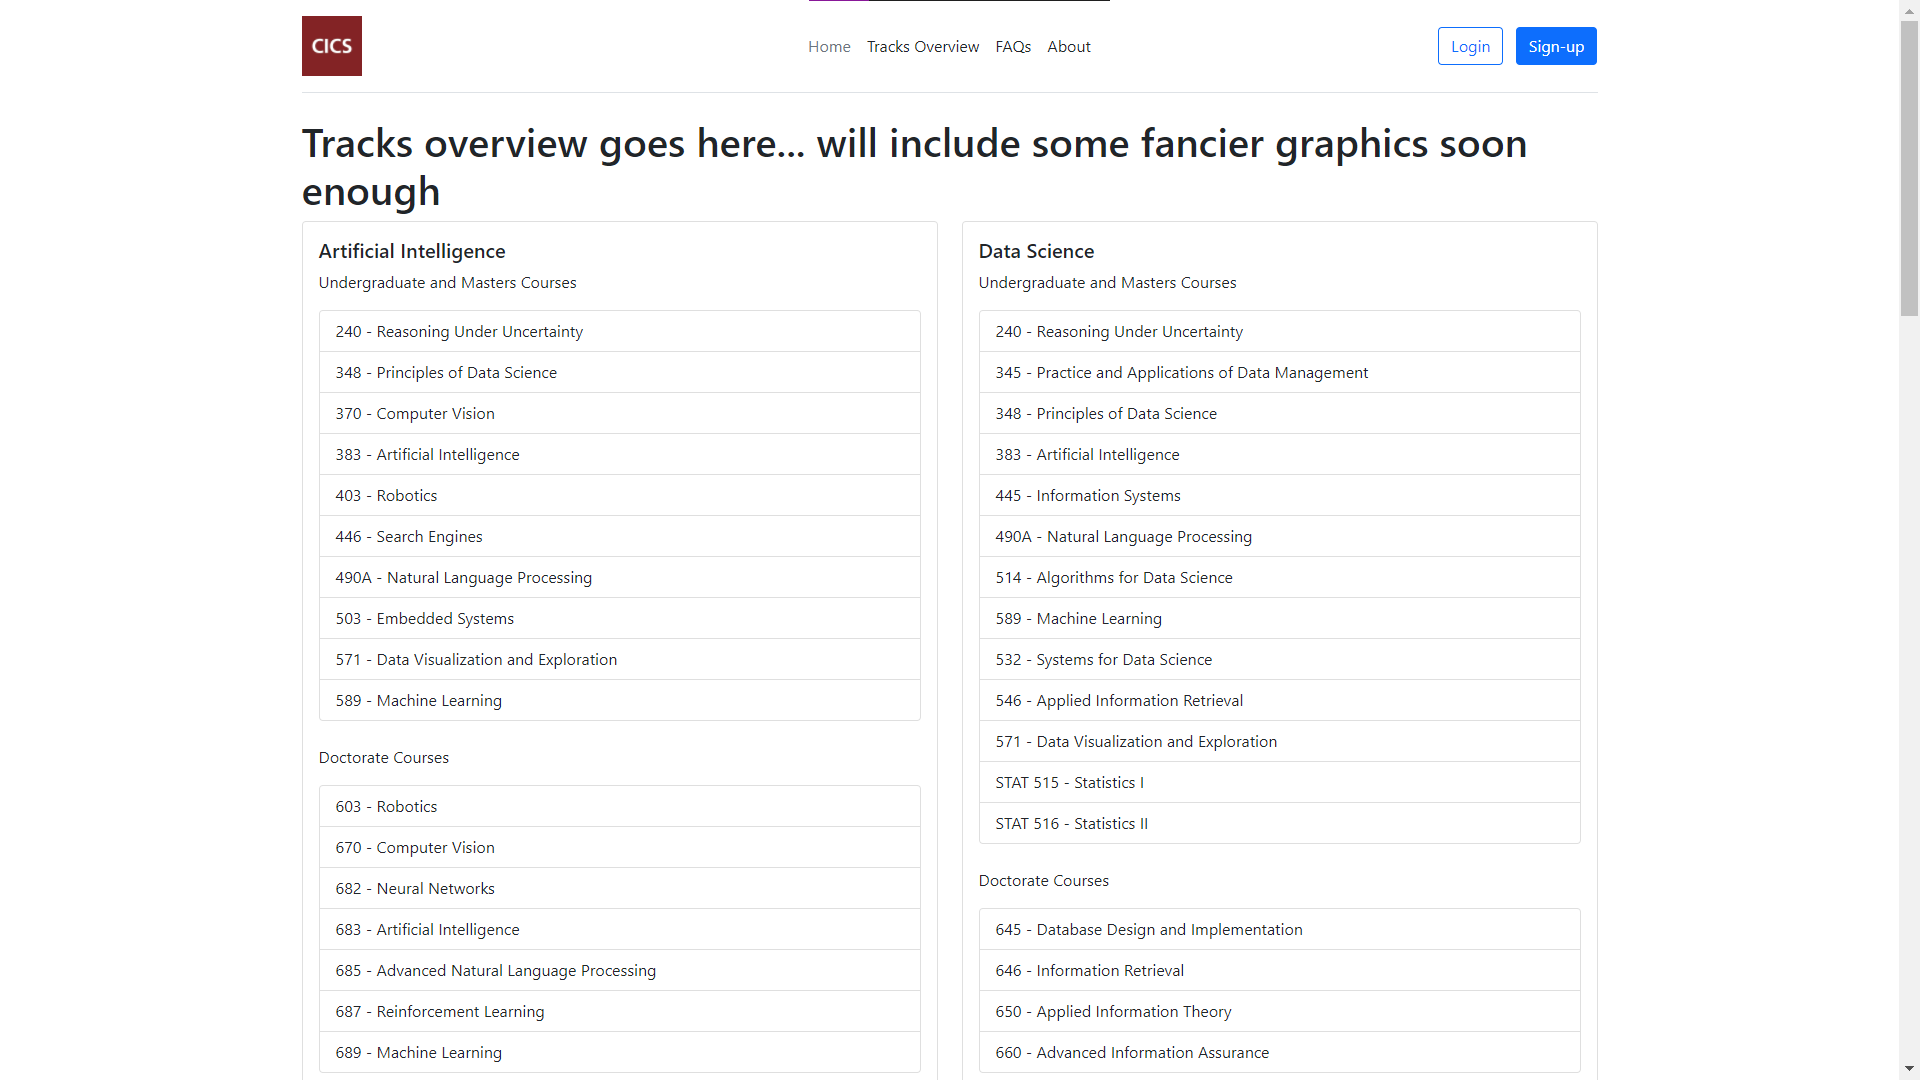 CICS
Home Tracks Overview FAQs About
Login Sign-up
Tracks overview goes here... will include some fancier graphics soon
enough
Artificial Intelligence
Undergraduate and Masters Courses
240 - Reasoning Under Uncertainty
348 - Principles of Data Science
370 - Computer Vision
383 - Artificial Intelligence
403 - Robotics
446 - Search Engines
490A - Natural Language Processing
503 - Embedded Systems
571 - Data Visualization and Exploration
589 - Machine Learning
Doctorate Courses
603 - Robotics
670 - Computer Vision
682 - Neural Networks
683 - Artificial Intelligence
685 - Advanced Natural Language Processing
687 - Reinforcement Learning
689 - Machine Learning
Data Science
Undergraduate and Masters Courses
240 - Reasoning Under Uncertainty
345 - Practice and Applications of Data Management
348 - Principles of Data Science
383 - Artificial Intelligence
445 - Information Systems
490A - Natural Language Processing
514 - Algorithms for Data Science
589 - Machine Learning
532 - Systems for Data Science
546 - Applied Information Retrieval
571 - Data Visualization and Exploration
STAT 515 - Statistics I
STAT 516 - Statistics II
Doctorate Courses
645 - Database Design and Implementation
646 - Information Retrieval
650 - Applied Information Theory
660 - Advanced Information Assurance